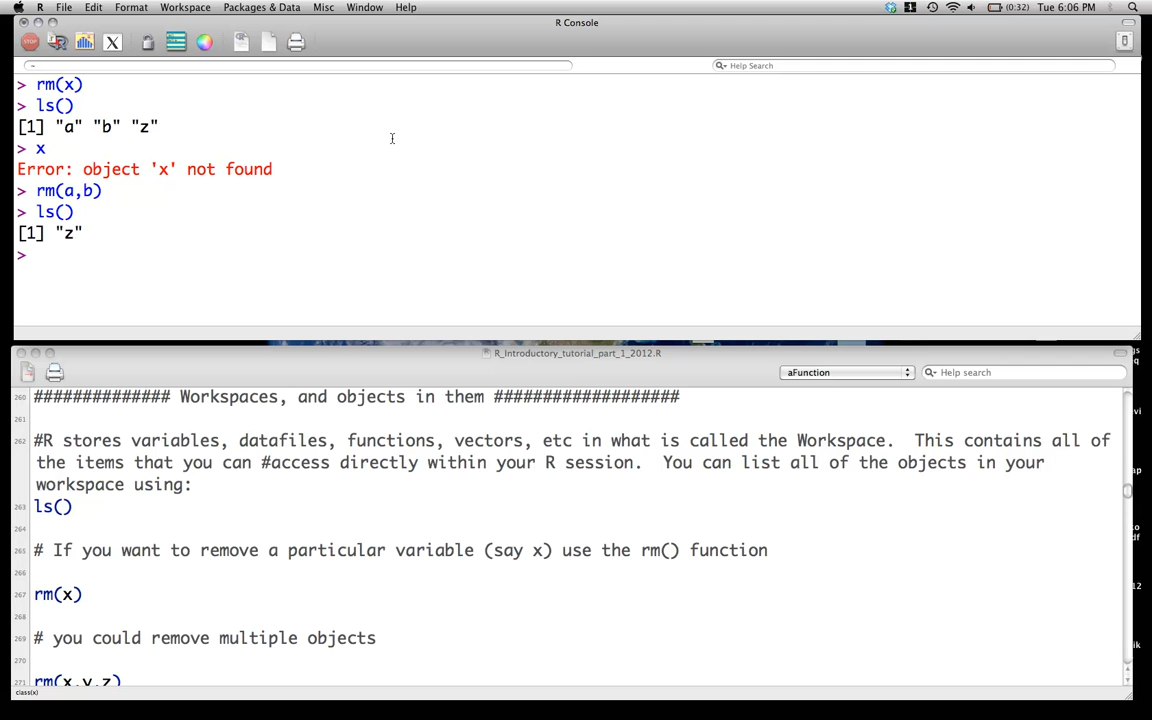 R File Edit Format Workspace Packages & Data Misc Window Help 1 (0:32) Tue 6:06 PM
R Console
STOP R X
~ Help Search
> rm(x)
> ls()
[1] "a" "b" "z"
> x
Error: object 'x' not found
> rm(a,b)
> ls()
[1] "z"
>
R_Introductory_tutorial_part_1_2012.R
aFunction Help search
260 ############## Workspaces, and objects in them ###################
261
262 #R stores variables, datafiles, functions, vectors, etc in what is called the Workspace. This contains all of
the items that you can #access directly within your R session. You can list all of the objects in your
workspace using:
263 ls()
264
265 # If you want to remove a particular variable (say x) use the rm() function
266
267 rm(x)
268
269 # you could remove multiple objects
270
271 rm(x,y,z)
class(x)